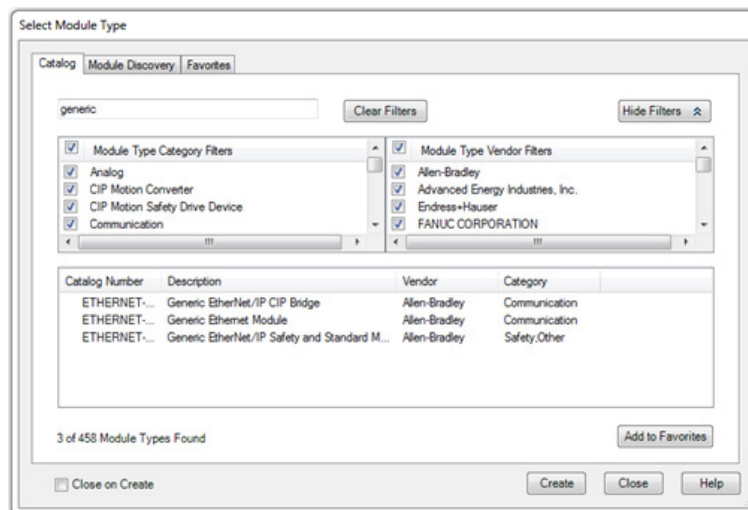 Select Module Type
Catalog Module Discovery Favorites
generic Clear Filters Hide Filters
Module Type Category Filters Module Type Vendor Filters
Analog Allen-Bradley
CIP Motion Converter Advanced Energy Industries, Inc.
CIP Motion Safety Drive Device Endress+Hauser
Communication FANUC CORPORATION
Catalog Number Description Vendor Category
ETHERNET-... Generic EtherNet/IP CIP Bridge Allen-Bradley Communication
ETHERNET-... Generic Ethernet Module Allen-Bradley Communication
ETHERNET-... Generic EtherNet/IP Safety and Standard M... Allen-Bradley Safety,Other
3 of 458 Module Types Found Add to Favorites
Close on Create Create Close Help